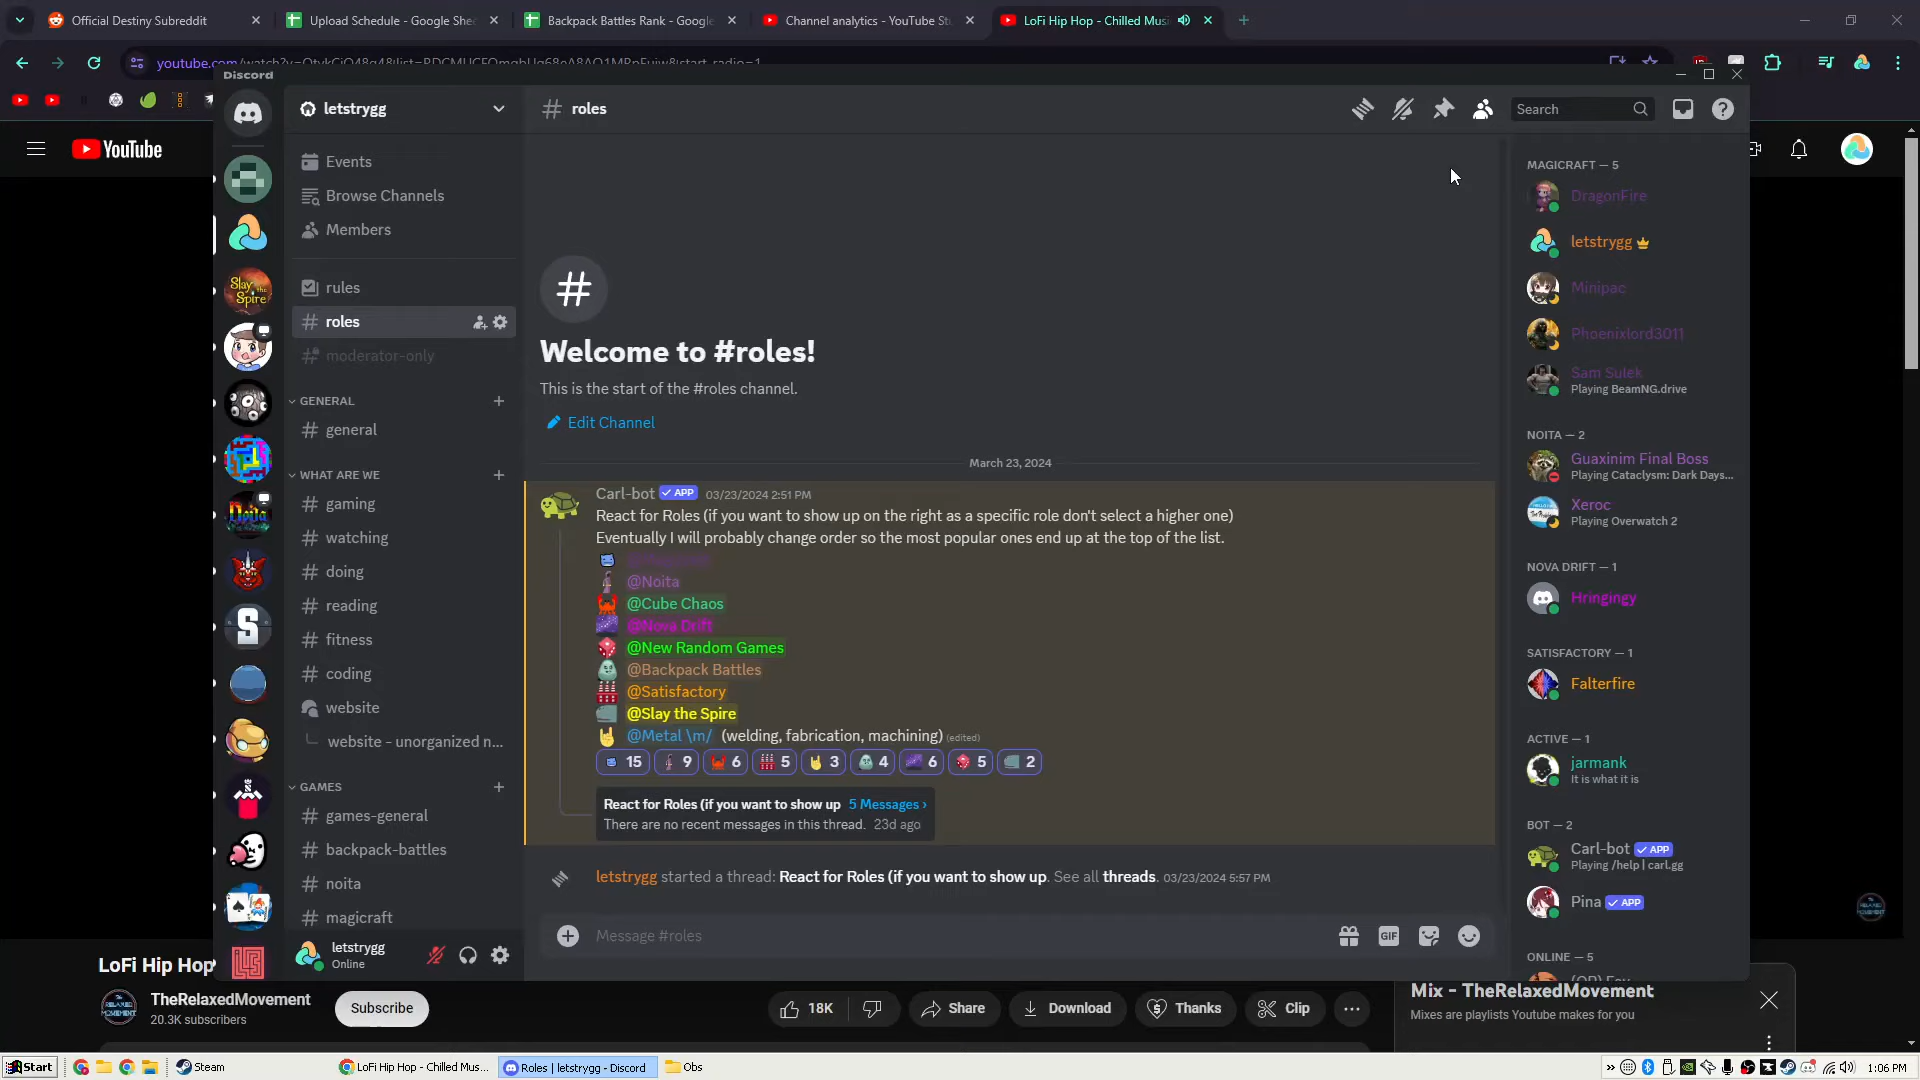 Official Destiny Subreddit
Upload Schedule - Google She
Backpack Battles Rank - Google
Channel analytics - YouTube St
LoFi Hip Hop - Chilled Musi
Discord
YouTube
letstrygg
Events
Browse Channels
Members
rules
roles
moderator-only
GENERAL
general
WHAT ARE WE
gaming
watching
doing
reading
fitness
coding
website
website - unorganized n...
GAMES
games-general
backpack-battles
noita
magicraft
letstrygg
Online
roles
Search
Welcome to #roles!
This is the start of the #roles channel.
Edit Channel
March 23, 2024
Carl-bot APP 03/23/2024 2:51 PM
React for Roles (if you want to show up on the right as a specific role don't select a higher one)
Eventually I will probably change order so the most popular ones end up at the top of the list.
@Noita
@Cube Chaos
@Nova Drift
@New Random Games
@Backpack Battles
@Satisfactory
@Slay the Spire
@Metal \m/ (welding, fabrication, machining) (edited)
15 9 6 5 3 4 6 5 2
React for Roles (if you want to show up 5 Messages ›
There are no recent messages in this thread. 23d ago
letstrygg started a thread: React for Roles (if you want to show up. See all threads. 03/23/2024 5:57 PM
Message #roles
GIF
MAGICRAFT — 5
DragonFire
letstrygg
Minipac
Phoenixlord3011
Sam Sulek
Playing BeamNG.drive
NOITA — 2
Guaxinim Final Boss
Playing Cataclysm: Dark Days...
Xeroc
Playing Overwatch 2
NOVA DRIFT — 1
Hringingy
SATISFACTORY — 1
Falterfire
ACTIVE — 1
jarmank
It is what it is
BOT — 2
Carl-bot APP
Playing /help | carl.gg
Pina APP
ONLINE — 5
Slay the Spire
Noita
LoFi Hip Hop
TheRelaxedMovement
20.3K subscribers
Subscribe
18K
Share
Download
Thanks
Clip
Mix - TheRelaxedMovement
Mixes are playlists Youtube makes for you
Start
Steam
LoFi Hip Hop - Chilled Mus...
Roles | letstrygg - Discord
Obs
1:06 PM